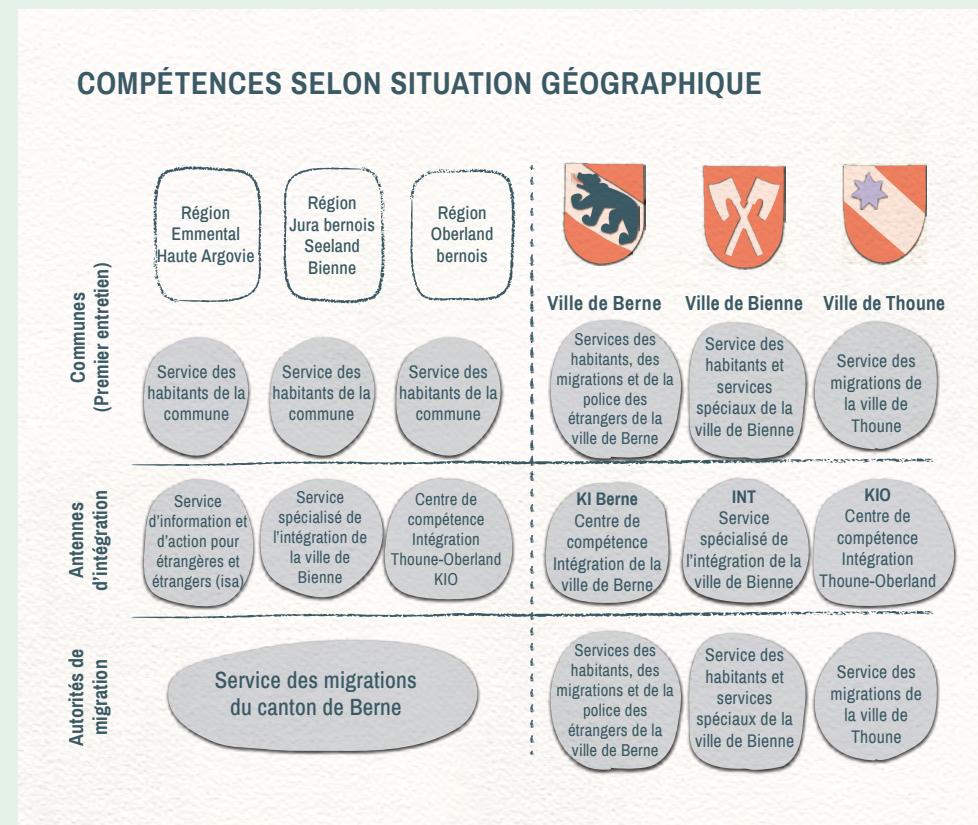 COMPÉTENCES SELON SITUATION GÉOGRAPHIQUE
Communes
(Premier entretien)
Région
Emmental
Haute Argovie
Région
Jura bernois
Seeland
Bienne
Région
Oberland
bernois
Ville de Berne
Ville de Bienne
Ville de Thoune
Service des
habitants de la
commune
Service des
habitants de la
commune
Service des
habitants de la
commune
Services des
habitants, des
migrations et de la
police des
étrangers de la
ville de Berne
Service des
habitants et
services
spéciaux de la
ville de Bienne
Service des
migrations de
la ville de
Thoune
Antennes
d'intégration
Service
d'information et
d'action pour
étrangères et
étrangers (isa)
Service
spécialisé de
l'intégration de
la ville de
Bienne
Centre de
compétence
Intégration
Thoune-Oberland
KIO
KI Berne
Centre de
compétence
Intégration de la
ville de Berne
INT
Service
spécialisé de
l'intégration de la
ville de Bienne
KIO
Centre de
compétence
Intégration
Thoune-Oberland
Autorités de
migration
Service des migrations
du canton de Berne
Services des
habitants, des
migrations et de la
police des
étrangers de la
ville de Berne
Service des
habitants et
services
spéciaux de la
ville de Bienne
Service des
migrations de
la ville de
Thoune